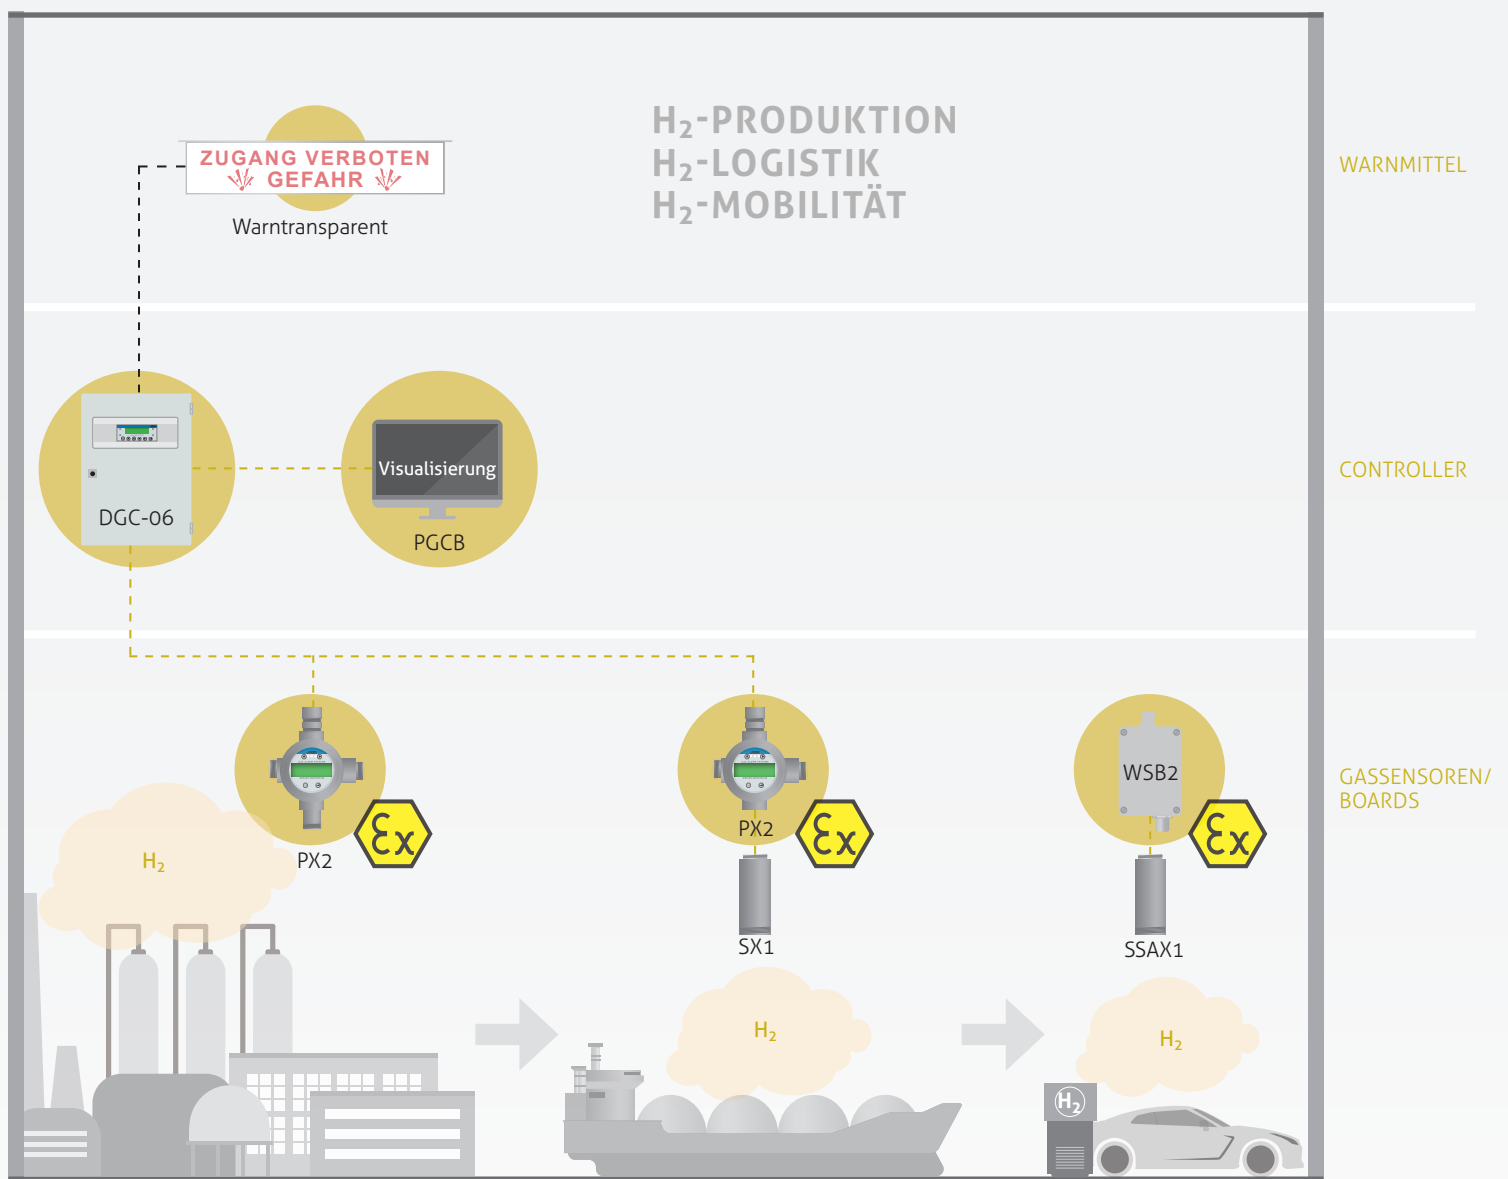 ZUGANG VERBOTEN
GEFAHR
Warntransparent
H₂-PRODUKTION
H₂-LOGISTIK
H₂-MOBILITÄT
WARNMITTEL
DGC-06
Visualisierung
PGCB
CONTROLLER
PX2
Ex
PX2
Ex
SX1
WSB2
Ex
SSAX1
GASSENSOREN/
BOARDS
H₂
H₂
H₂
H₂